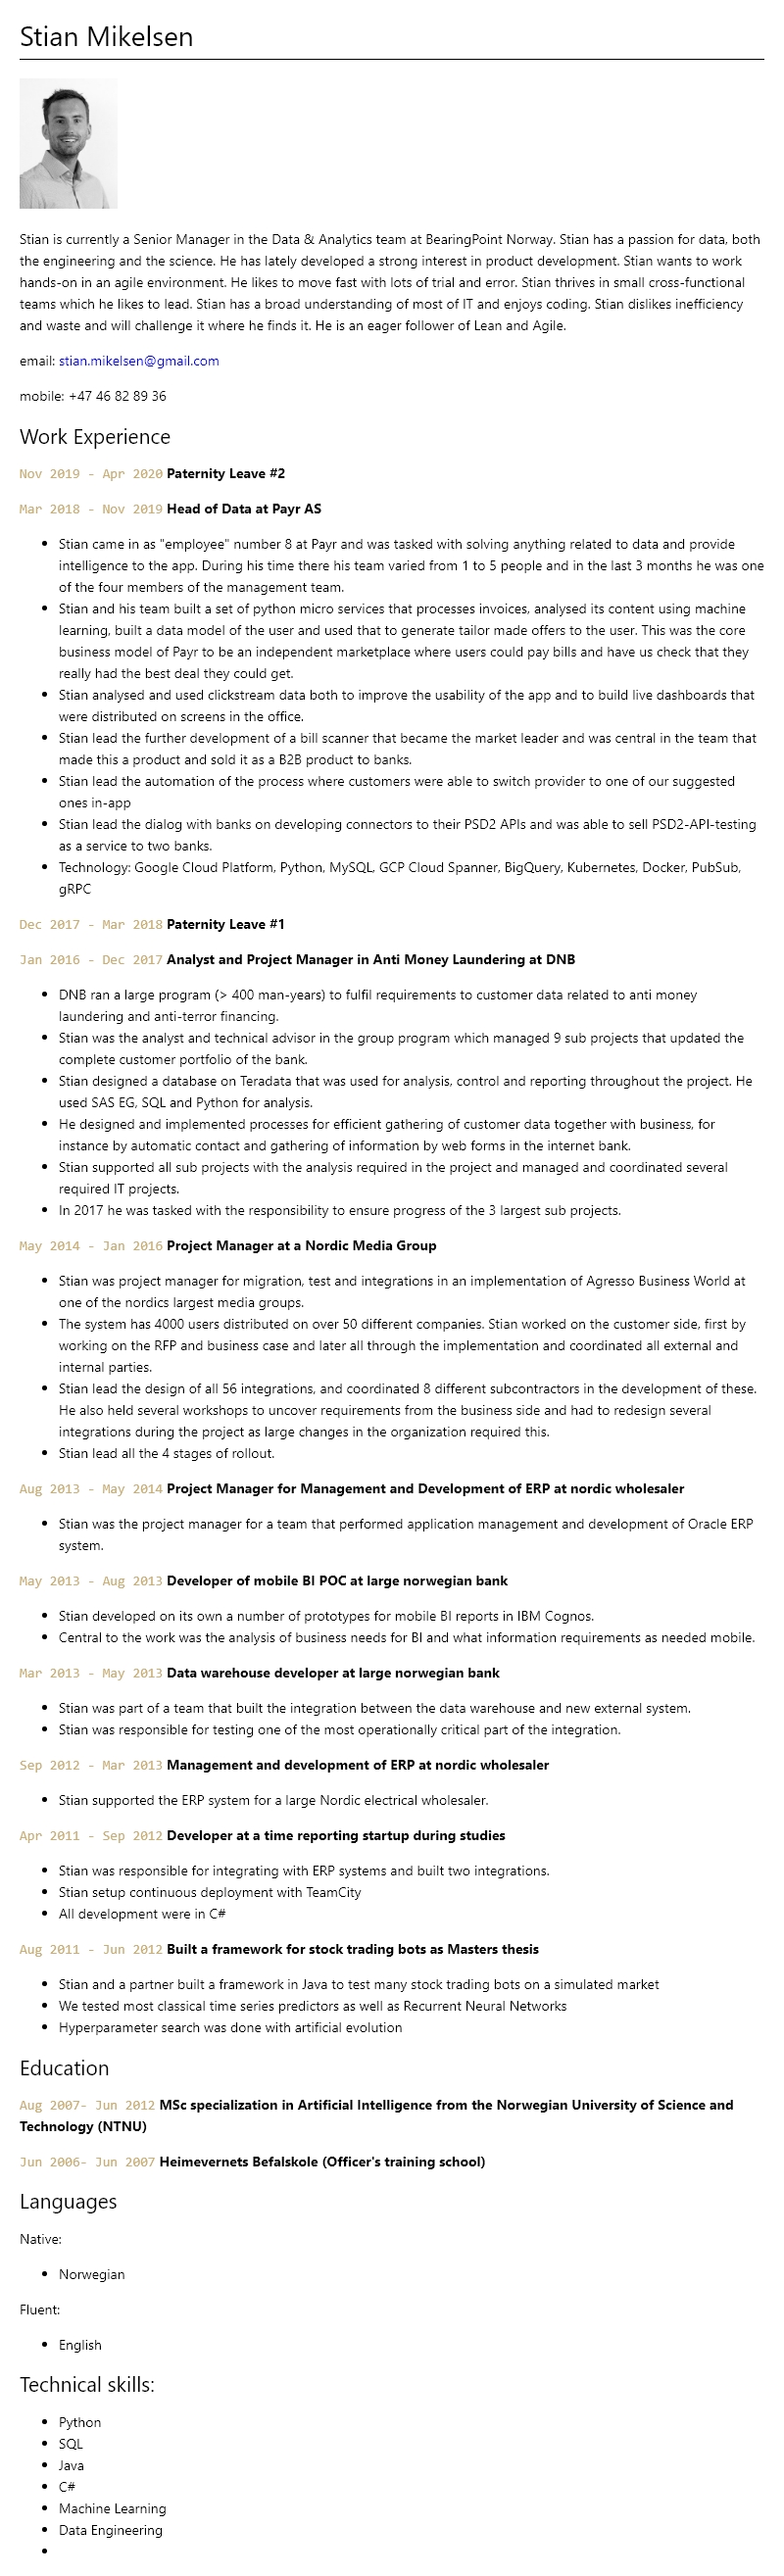 Stian Mikelsen
Stian is currently a Senior Manager in the Data & Analytics team at BearingPoint Norway. Stian has a passion for data, both
the engineering and the science. He has lately developed a strong interest in product development. Stian wants to work
hands-on in an agile environment. He likes to move fast with lots of trial and error. Stian thrives in small cross-functional
teams which he likes to lead. Stian has a broad understanding of most of IT and enjoys coding. Stian dislikes inefficiency
and waste and will challenge it where he finds it. He is an eager follower of Lean and Agile.
email: stian.mikelsen@gmail.com
mobile: +47 46 82 89 36
Work Experience
Nov 2019 - Apr 2020 Paternity Leave #2
Mar 2018 - Nov 2019 Head of Data at Payr AS
• Stian came in as "employee" number 8 at Payr and was tasked with solving anything related to data and provide
intelligence to the app. During his time there his team varied from 1 to 5 people and in the last 3 months he was one
of the four members of the management team.
• Stian and his team built a set of python micro services that processes invoices, analysed its content using machine
learning, built a data model of the user and used that to generate tailor made offers to the user. This was the core
business model of Payr to be an independent marketplace where users could pay bills and have us check that they
really had the best deal they could get.
• Stian analysed and used clickstream data both to improve the usability of the app and to build live dashboards that
were distributed on screens in the office.
• Stian lead the further development of a bill scanner that became the market leader and was central in the team that
made this a product and sold it as a B2B product to banks.
• Stian lead the automation of the process where customers were able to switch provider to one of our suggested
ones in-app
• Stian lead the dialog with banks on developing connectors to their PSD2 APIs and was able to sell PSD2-API-testing
as a service to two banks.
• Technology: Google Cloud Platform, Python, MySQL, GCP Cloud Spanner, BigQuery, Kubernetes, Docker, PubSub,
gRPC
Dec 2017 - Mar 2018 Paternity Leave #1
Jan 2016 - Dec 2017 Analyst and Project Manager in Anti Money Laundering at DNB
• DNB ran a large program (> 400 man-years) to fulfil requirements to customer data related to anti money
laundering and anti-terror financing.
• Stian was the analyst and technical advisor in the group program which managed 9 sub projects that updated the
complete customer portfolio of the bank.
• Stian designed a database on Teradata that was used for analysis, control and reporting throughout the project. He
used SAS EG, SQL and Python for analysis.
• He designed and implemented processes for efficient gathering of customer data together with business, for
instance by automatic contact and gathering of information by web forms in the internet bank.
• Stian supported all sub projects with the analysis required in the project and managed and coordinated several
required IT projects.
• In 2017 he was tasked with the responsibility to ensure progress of the 3 largest sub projects.
May 2014 - Jan 2016 Project Manager at a Nordic Media Group
• Stian was project manager for migration, test and integrations in an implementation of Agresso Business World at
one of the nordics largest media groups.
• The system has 4000 users distributed on over 50 different companies. Stian worked on the customer side, first by
working on the RFP and business case and later all through the implementation and coordinated all external and
internal parties.
• Stian lead the design of all 56 integrations, and coordinated 8 different subcontractors in the development of these.
He also held several workshops to uncover requirements from the business side and had to redesign several
integrations during the project as large changes in the organization required this.
• Stian lead all the 4 stages of rollout.
Aug 2013 - May 2014 Project Manager for Management and Development of ERP at nordic wholesaler
• Stian was the project manager for a team that performed application management and development of Oracle ERP
system.
May 2013 - Aug 2013 Developer of mobile BI POC at large norwegian bank
• Stian developed on its own a number of prototypes for mobile BI reports in IBM Cognos.
• Central to the work was the analysis of business needs for BI and what information requirements as needed mobile.
Mar 2013 - May 2013 Data warehouse developer at large norwegian bank
• Stian was part of a team that built the integration between the data warehouse and new external system.
• Stian was responsible for testing one of the most operationally critical part of the integration.
Sep 2012 - Mar 2013 Management and development of ERP at nordic wholesaler
• Stian supported the ERP system for a large Nordic electrical wholesaler.
Apr 2011 - Sep 2012 Developer at a time reporting startup during studies
• Stian was responsible for integrating with ERP systems and built two integrations.
• Stian setup continuous deployment with TeamCity
• All development were in C#
Aug 2011 - Jun 2012 Built a framework for stock trading bots as Masters thesis
• Stian and a partner built a framework in Java to test many stock trading bots on a simulated market
• We tested most classical time series predictors as well as Recurrent Neural Networks
• Hyperparameter search was done with artificial evolution
Education
Aug 2007- Jun 2012 MSc specialization in Artificial Intelligence from the Norwegian University of Science and
Technology (NTNU)
Jun 2006- Jun 2007 Heimevernets Befalskole (Officer's training school)
Languages
Native:
• Norwegian
Fluent:
• English
Technical skills:
• Python
• SQL
• Java
• C#
• Machine Learning
• Data Engineering
•